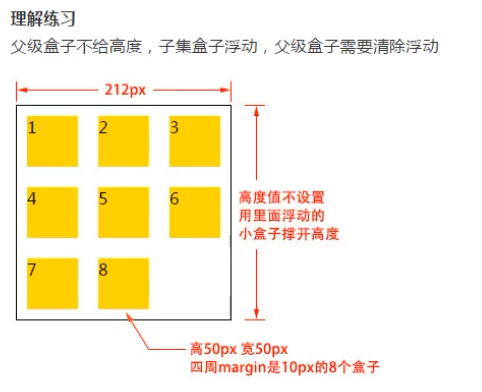 理解练习
父级盒子不给高度，子集盒子浮动，父级盒子需要清除浮动
212px
1 2 3
4 5 6
7 8
高度值不设置
用里面浮动的
小盒子撑开高度
高50px 宽50px
四周margin是10px的8个盒子